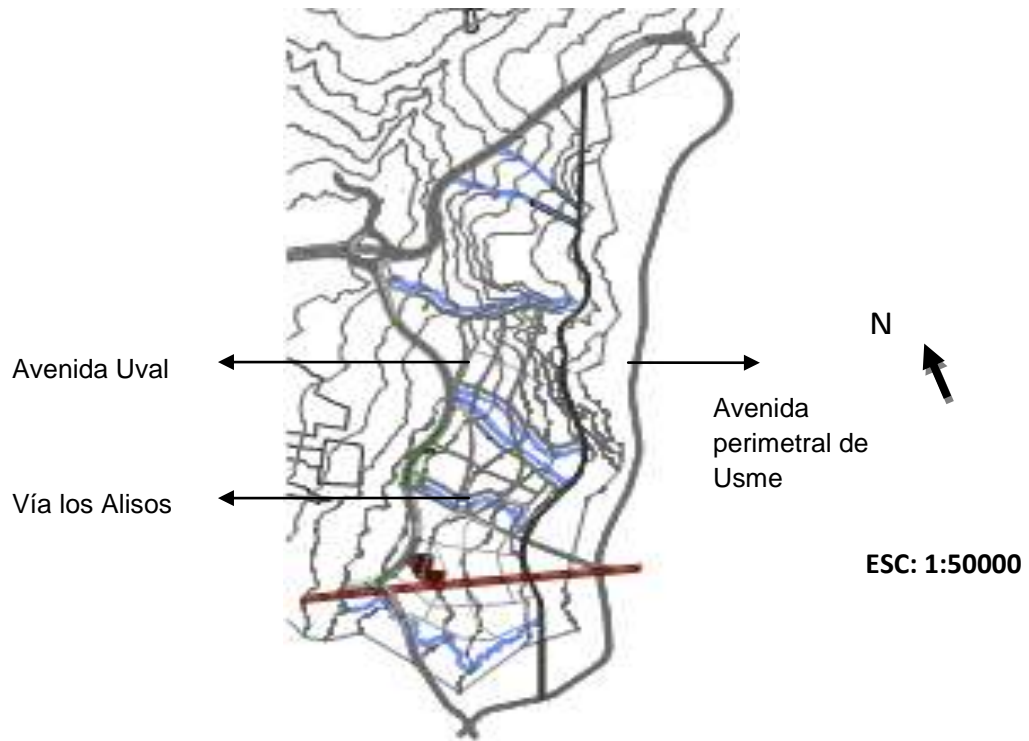 N
Avenida Uval
Avenida
perimetral de
Usme
Vía los Alisos
ESC: 1:50000